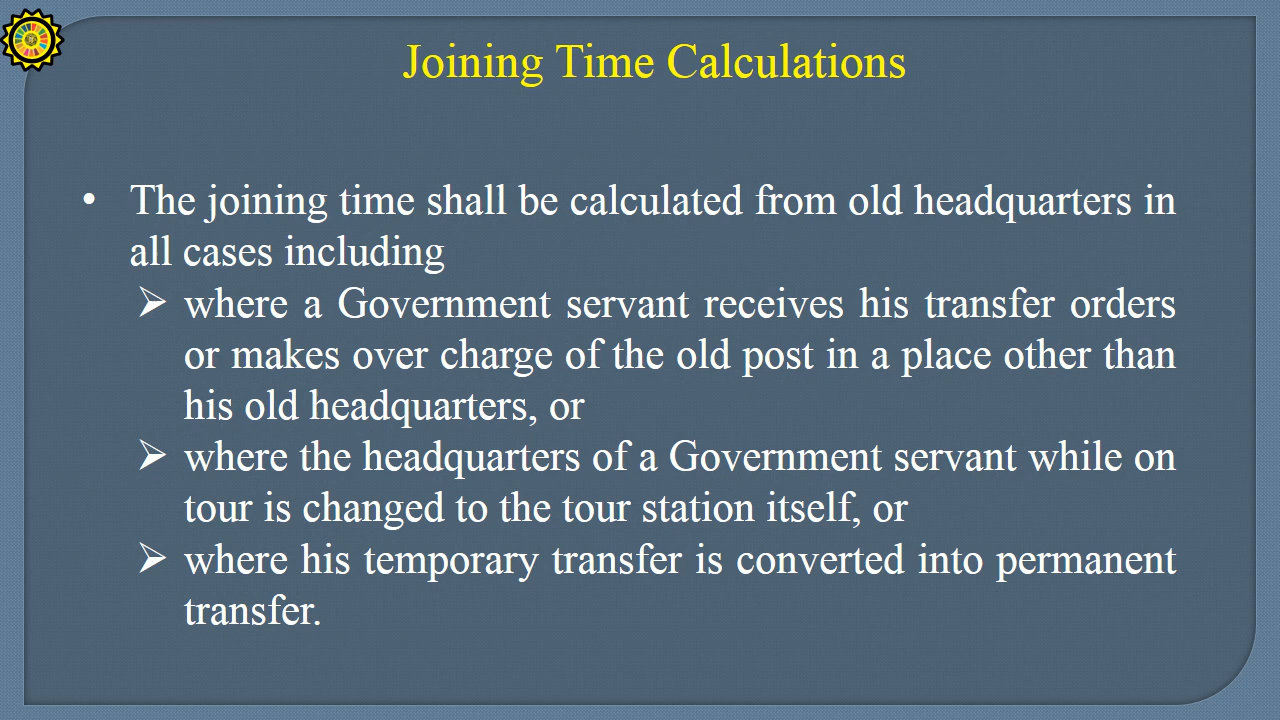 Joining Time Calculations
• The joining time shall be calculated from old headquarters in
all cases including
➢ where a Government servant receives his transfer orders
or makes over charge of the old post in a place other than
his old headquarters, or
➢ where the headquarters of a Government servant while on
tour is changed to the tour station itself, or
➢ where his temporary transfer is converted into permanent
transfer.